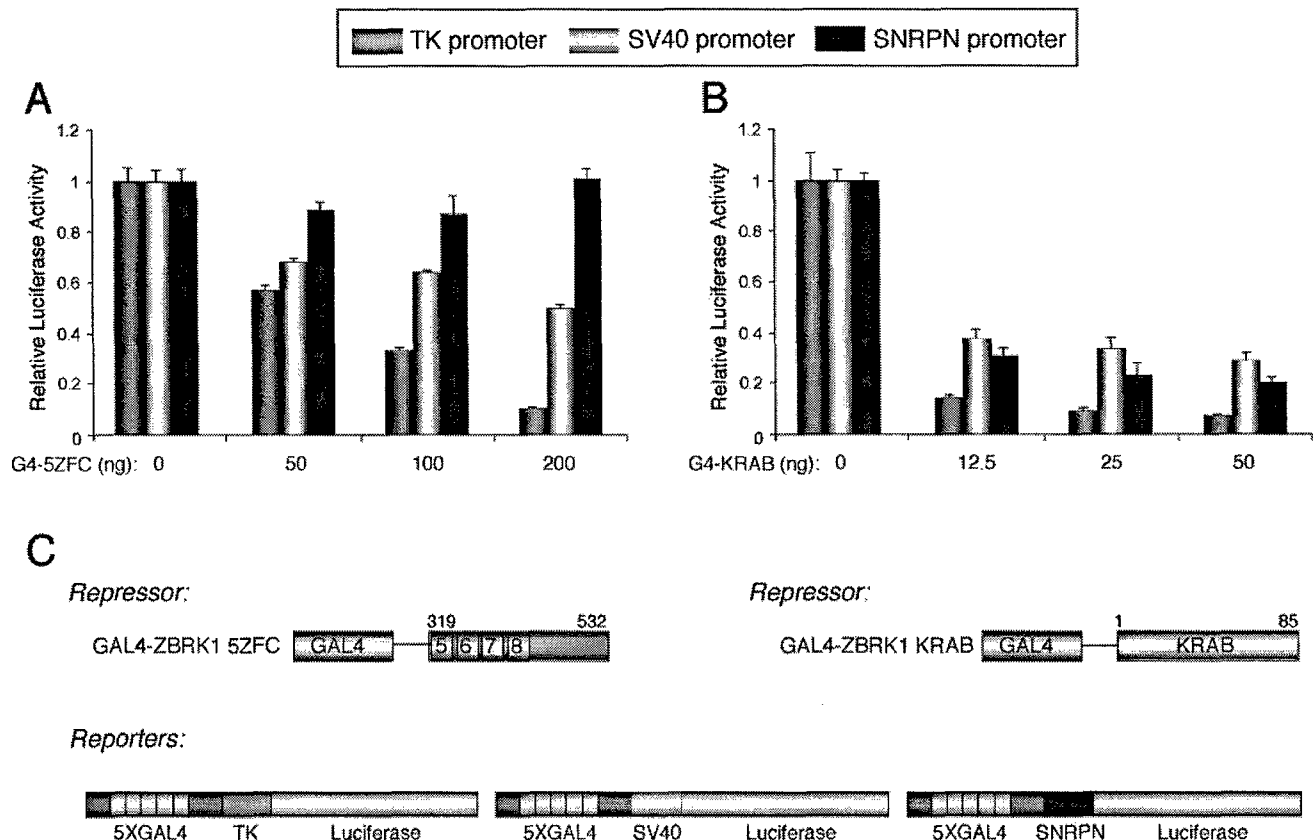 TK promoter SV40 promoter SNRPN promoter
A
Relative Luciferase Activity
1.2
1
0.8
0.6
0.4
0.2
0
G4-5ZFC (ng): 0 50 100 200
B
Relative Luciferase Activity
1.2
1
0.8
0.6
0.4
0.2
0
G4-KRAB (ng): 0 12.5 25 50
C
Repressor:
319 532
GAL4-ZBRK1 5ZFC GAL4 5 6 7 8
Repressor:
1 85
GAL4-ZBRK1 KRAB GAL4 KRAB
Reporters:
5XGAL4 TK Luciferase
5XGAL4 SV40 Luciferase
5XGAL4 SNRPN Luciferase